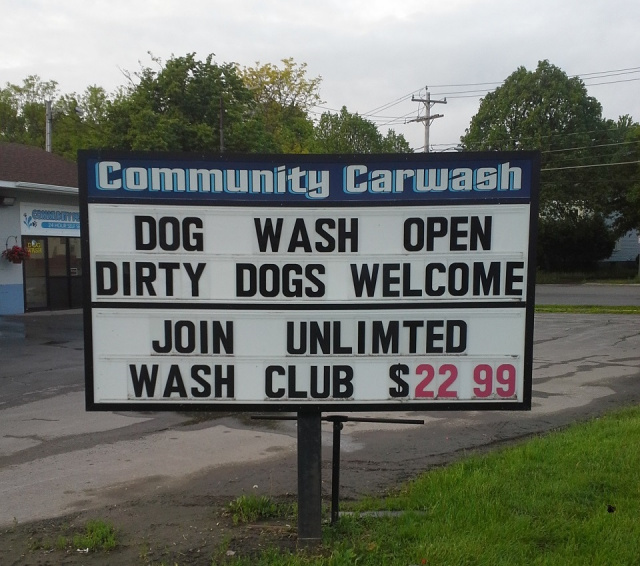 Community Carwash
DOG WASH OPEN
DIRTY DOGS WELCOME
JOIN UNLIMTED
WASH CLUB $22 99